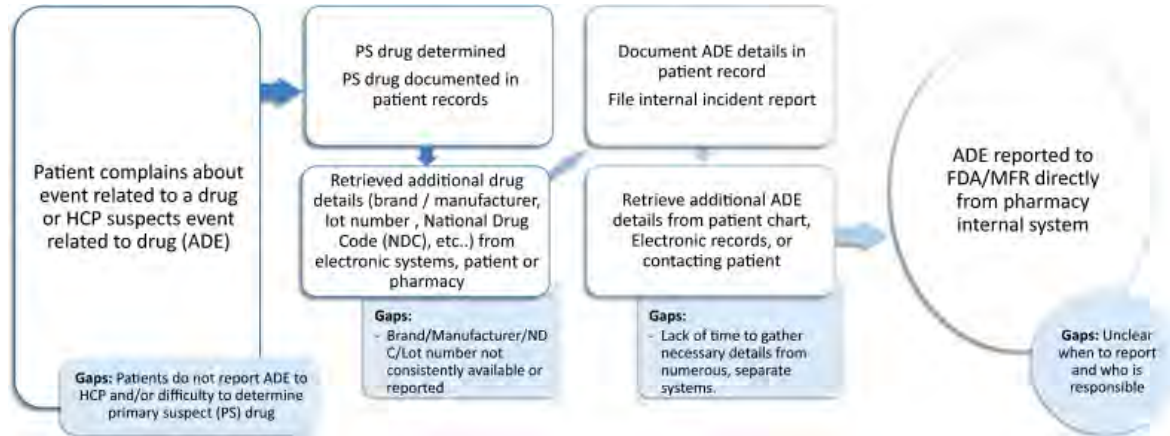 Patient complains about
event related to a drug
or HCP suspects event
related to drug (ADE)
Gaps: Patients do not report ADE to
HCP and/or difficulty to determine
primary suspect (PS) drug
PS drug determined
PS drug documented in
patient records
Retrieved additional drug
details (brand / manufacturer,
lot number , National Drug
Code (NDC), etc..) from
electronic systems, patient or
pharmacy
Gaps:
- Brand/Manufacturer/ND
C/Lot number not
consistently available or
reported
Document ADE details in
patient record
File internal incident report
Retrieve additional ADE
details from patient chart,
Electronic records, or
contacting patient
Gaps:
- Lack of time to gather
necessary details from
numerous, separate
systems.
ADE reported to
FDA/MFR directly
from pharmacy
internal system
Gaps: Unclear
when to report
and who is
responsible